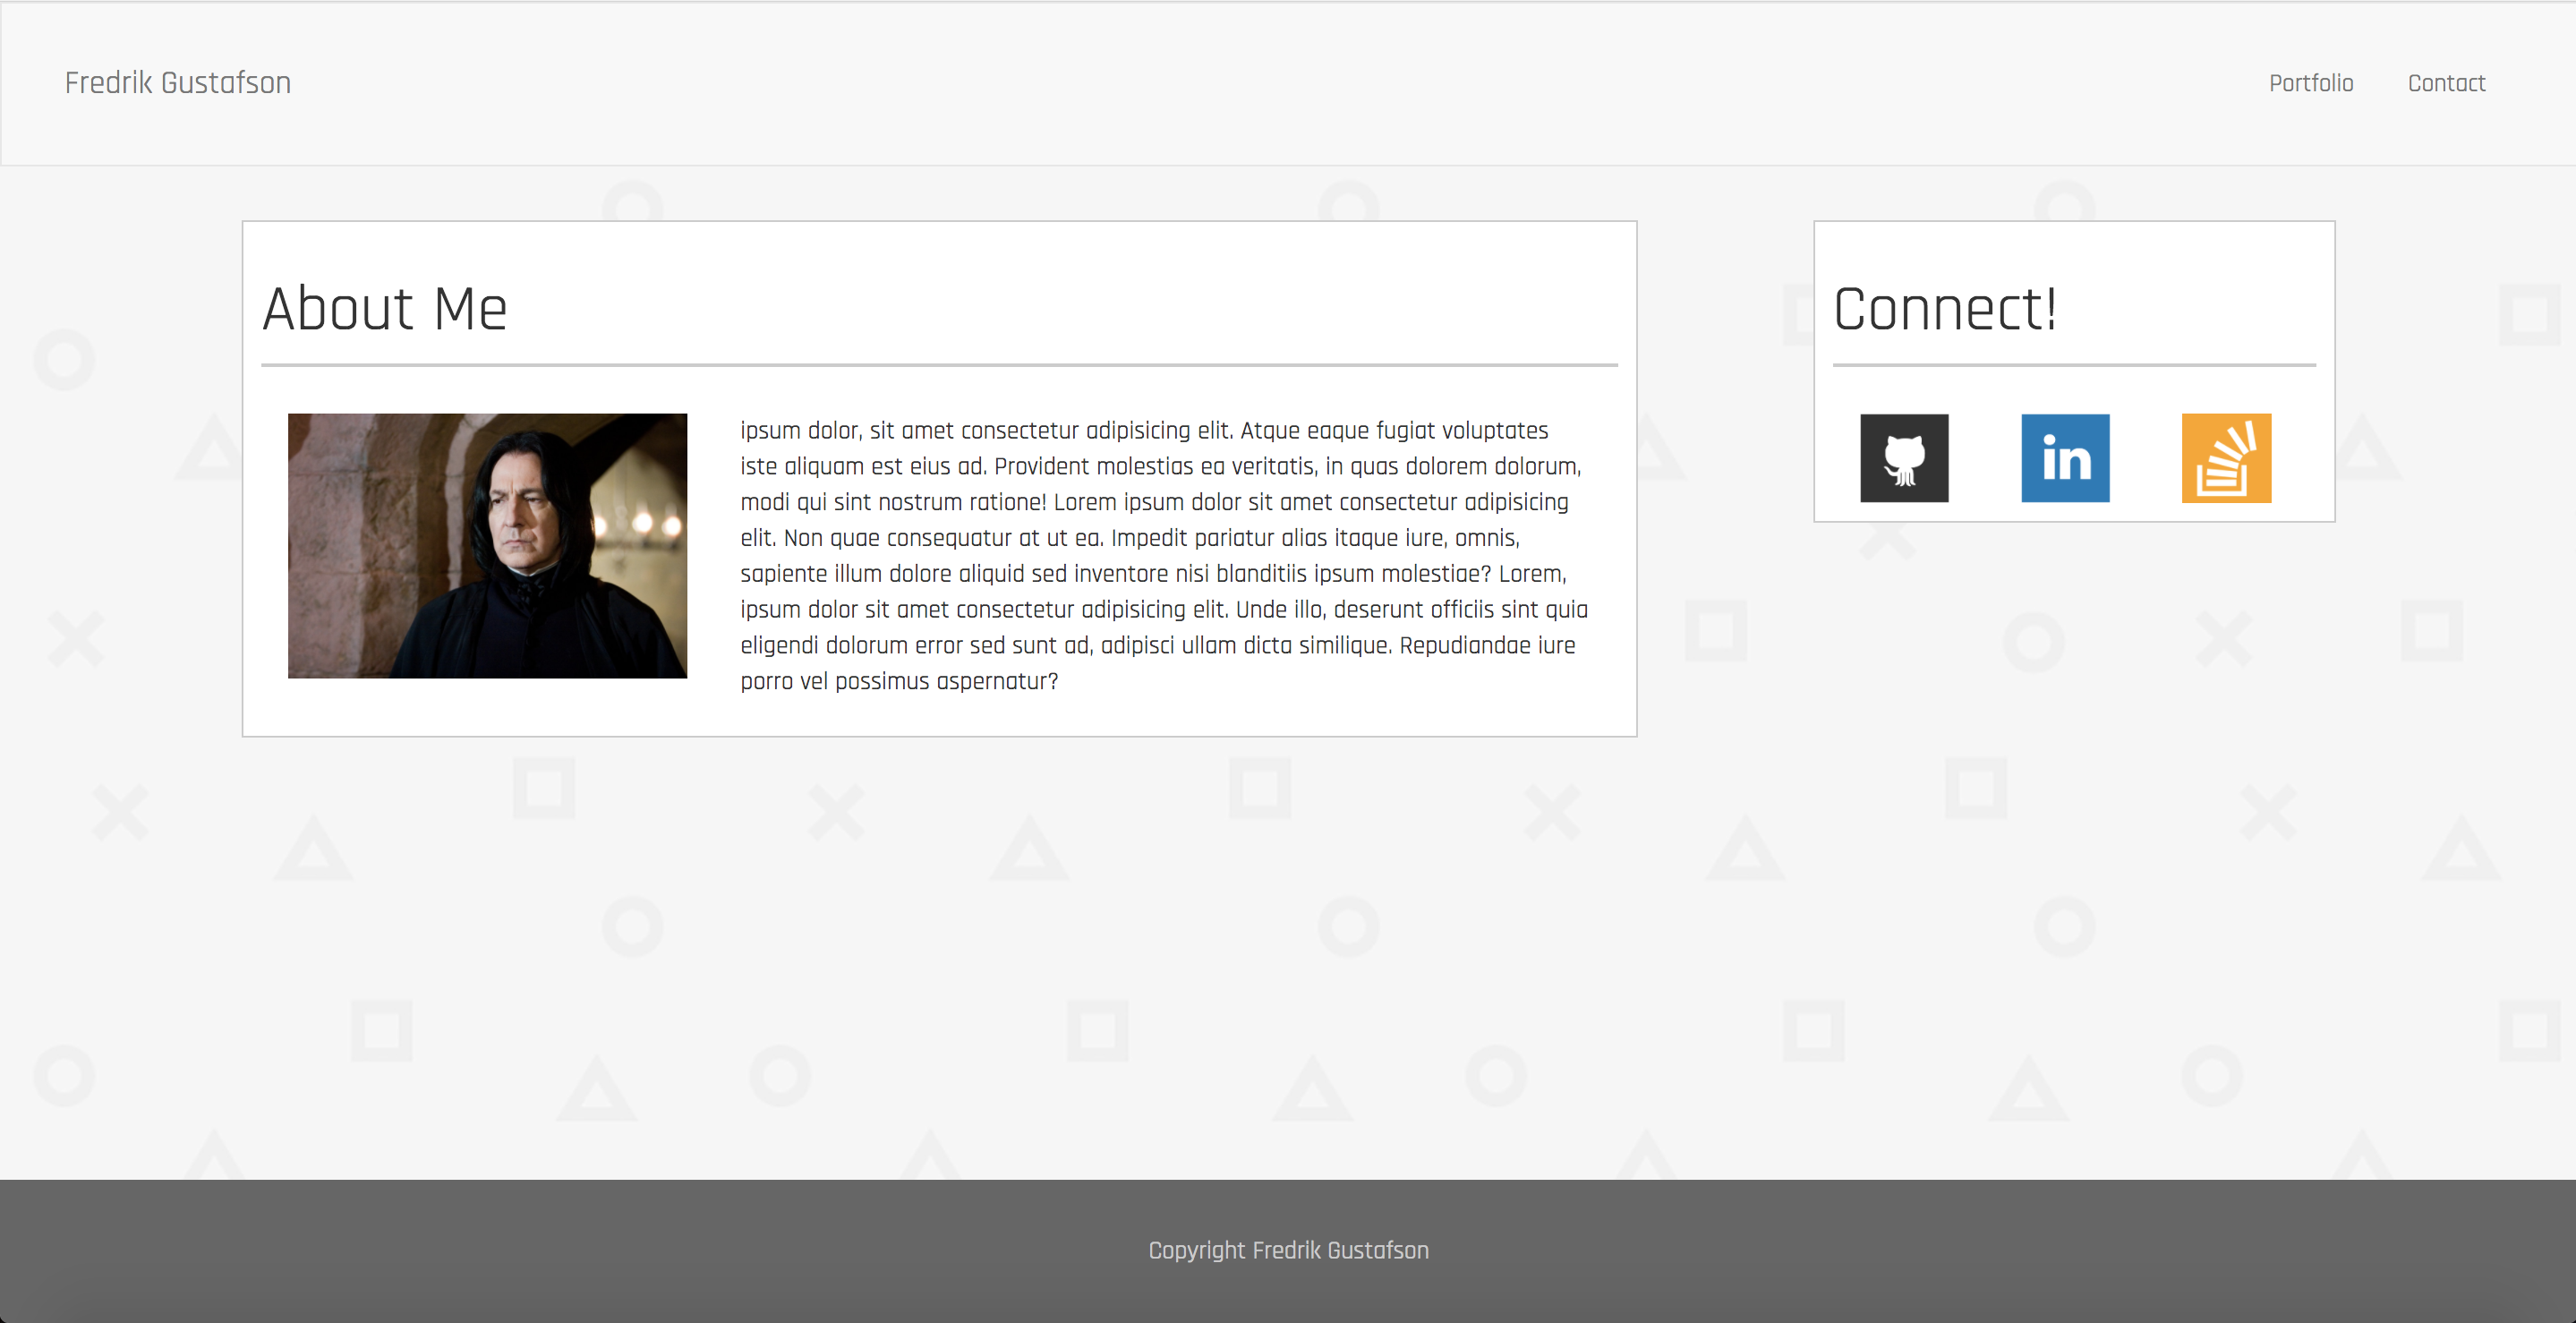 Fredrik Gustafson
Portfolio
Contact
About Me
ipsum dolor, sit amet consectetur adipisicing elit. Atque eaque fugiat voluptates
iste aliquam est eius ad. Provident molestias ea veritatis, in quas dolorem dolorum,
modi qui sint nostrum ratione! Lorem ipsum dolor sit amet consectetur adipisicing
elit. Non quae consequatur at ut ea. Impedit pariatur alias itaque iure, omnis,
sapiente illum dolore aliquid sed inventore nisi blanditiis ipsum molestiae? Lorem,
ipsum dolor sit amet consectetur adipisicing elit. Unde illo, deserunt officiis sint quia
eligendi dolorum error sed sunt ad, adipisci ullam dicta similique. Repudiandae iure
porro vel possimus aspernatur?
Connect!
in
Copyright Fredrik Gustafson